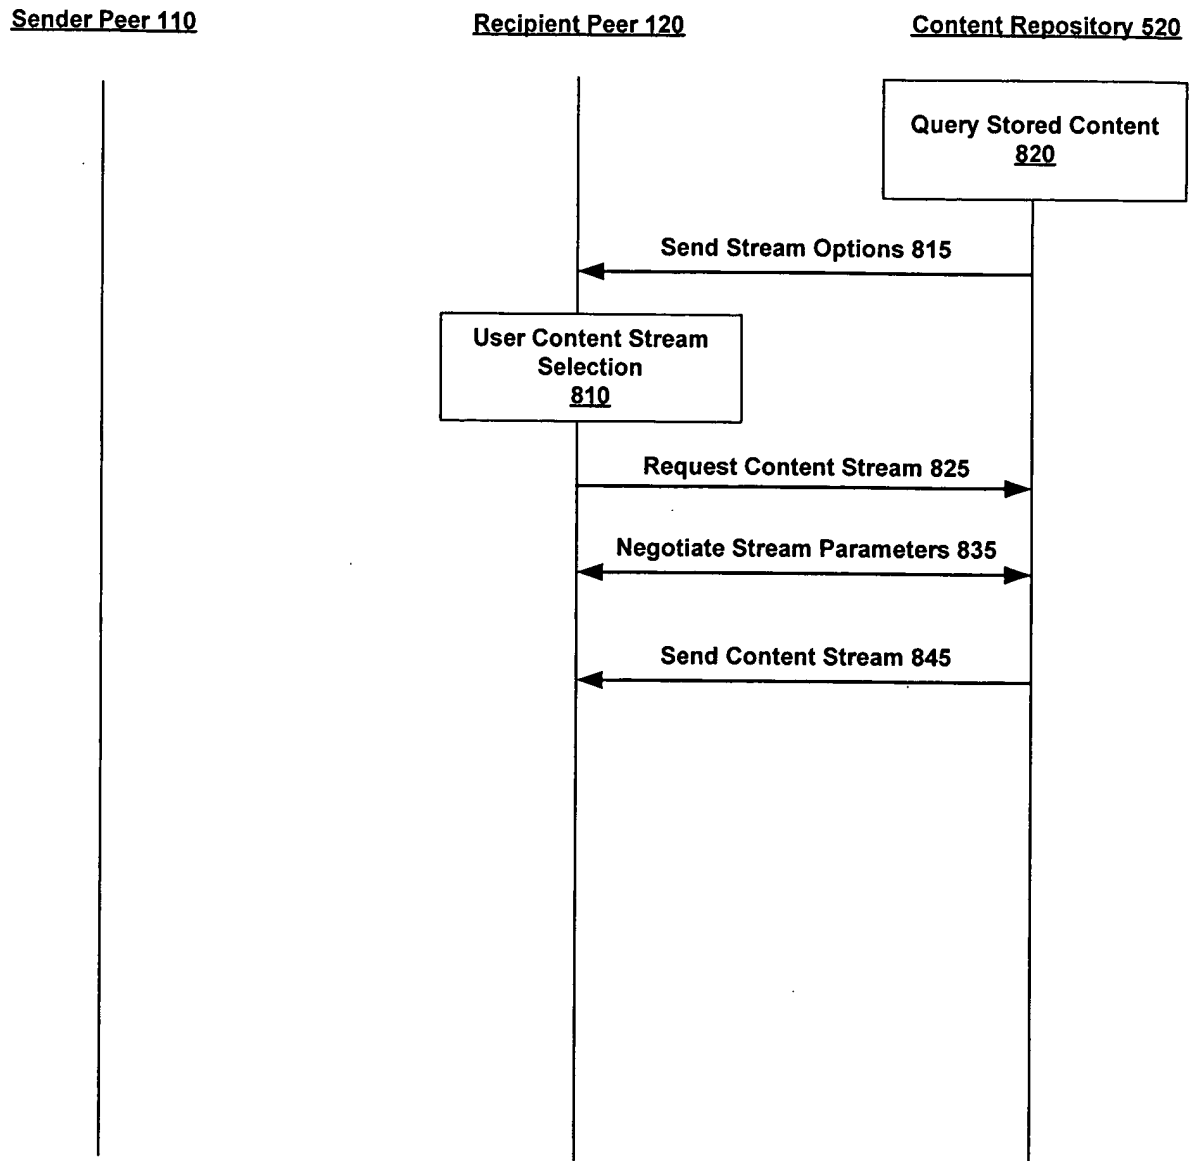 Sender Peer 110
Recipient Peer 120
Content Repository 520
Query Stored Content
820
Send Stream Options 815
User Content Stream
Selection
810
Request Content Stream 825
Negotiate Stream Parameters 835
Send Content Stream 845